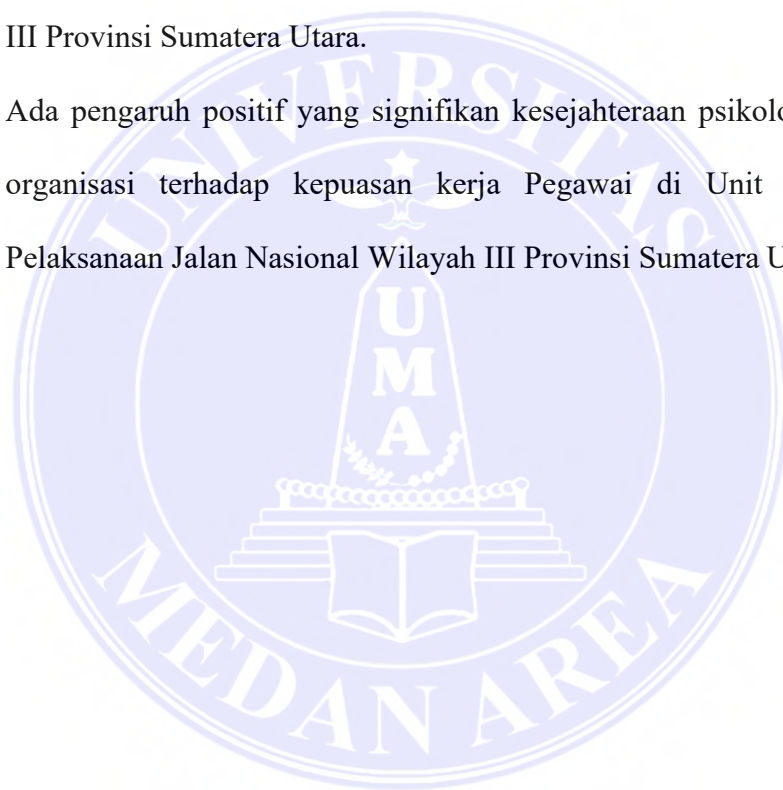 III Provinsi Sumatera Utara.
Ada pengaruh positif yang signifikan kesejahteraan
organisasi terhadap kepuasan kerja Pegawai di Unit
Pelaksanaan Jalan Nasional Wilayah III Provinsi Sumatera
UNIVERSITAS
U
M
A
MEDAN AREA